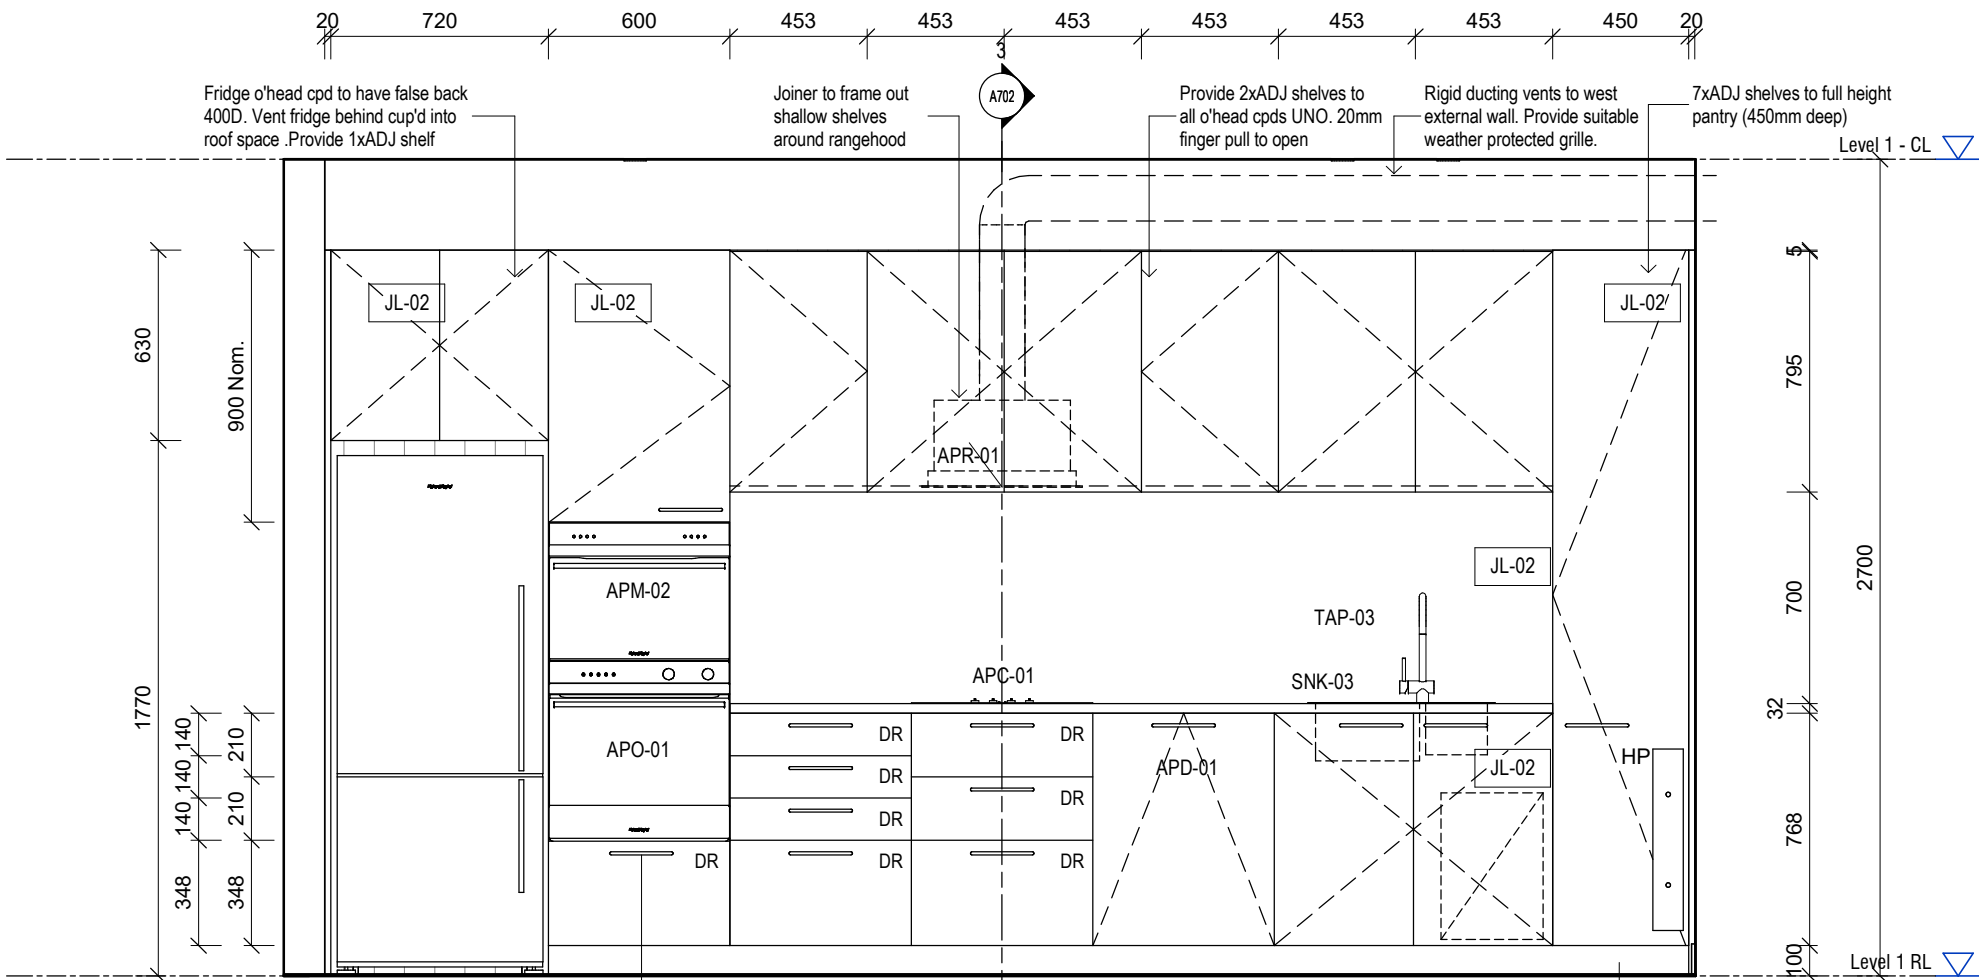 20 720 600 453 453 453 453 453 453 450 20
3
A702
Fridge o'head cpd to have false back
400D. Vent fridge behind cup'd into
roof space .Provide 1xADJ shelf
Joiner to frame out
shallow shelves
around rangehood
Provide 2xADJ shelves to
all o'head cpds UNO. 20mm
finger pull to open
Rigid ducting vents to west
external wall. Provide suitable
weather protected grille.
7xADJ shelves to full height
pantry (450mm deep)
Level 1 - CL
630
1770
900 Nom.
140
140
140
348
210
210
348
JL-02
JL-02
JL-02
APR-01
JL-02
APM-02
TAP-03
APC-01
SNK-03
APO-01
DR
DR
DR
DR
DR
DR
DR
DR
APD-01
JL-02
HP
5
795
700
32
768
100
2700
Level 1 RL